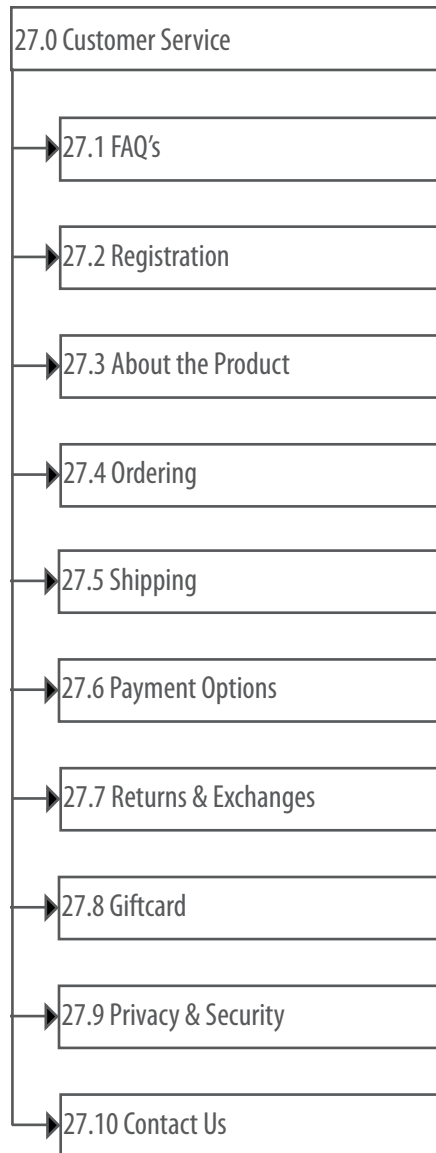 27.0 Customer Service
27.1 FAQ’s
27.2 Registration
27.3 About the Product
27.4 Ordering
27.5 Shipping
27.6 Payment Options
27.7 Returns & Exchanges
27.8 Giftcard
27.9 Privacy & Security
27.10 Contact Us